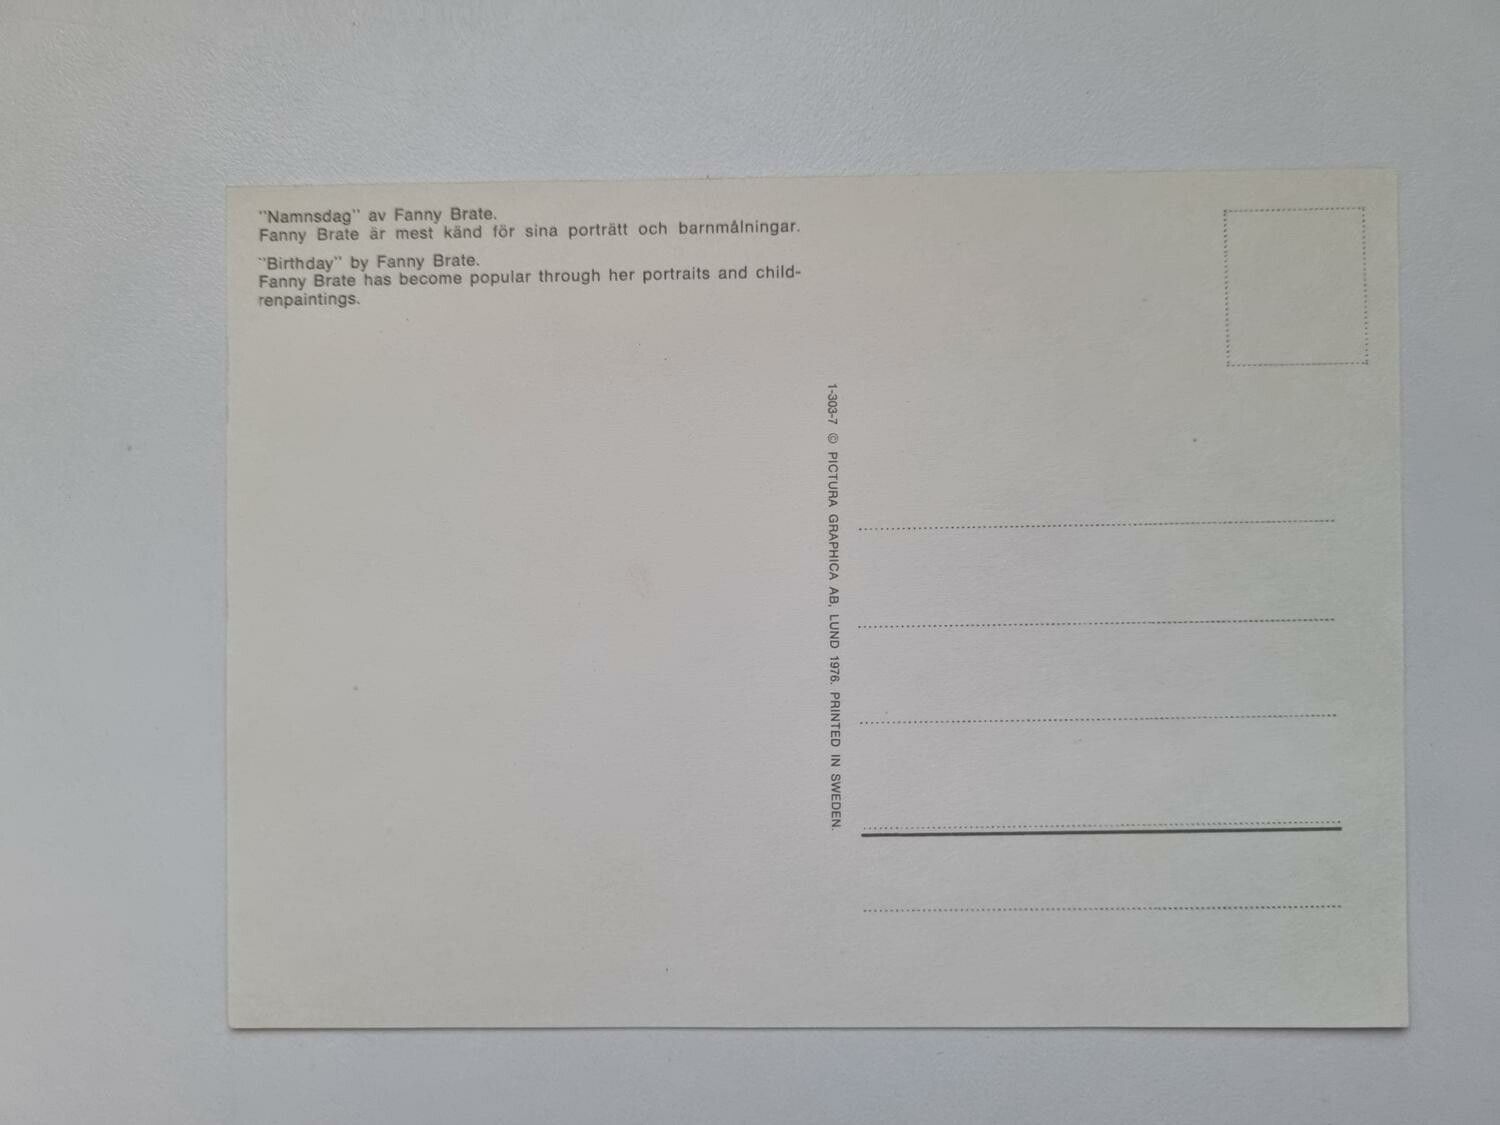 "Namnsdag" av Fanny Brate.
Fanny Brate är mest känd för sina porträtt och barnmålningar.
"Birthday" by Fanny Brate.
Fanny Brate has become popular through her portraits and child-
renpaintings.
1-303-7 © PICTURA GRAPHICA AB, LUND 1976. PRINTED IN SWEDEN.